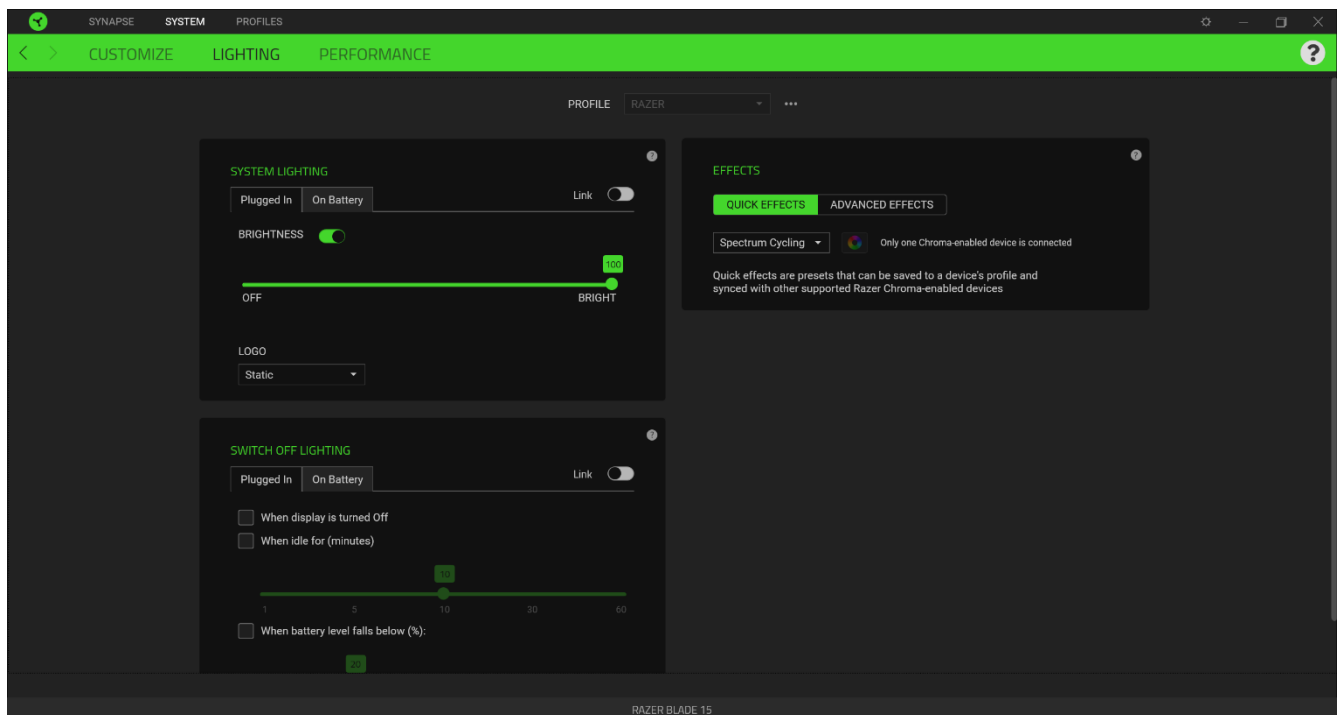 SYNAPSE SYSTEM PROFILES
CUSTOMIZE LIGHTING PERFORMANCE ?
PROFILE RAZER
SYSTEM LIGHTING ?
Plugged In On Battery Link
BRIGHTNESS
100
OFF BRIGHT
LOGO
Static
EFFECTS ?
QUICK EFFECTS ADVANCED EFFECTS
Spectrum Cycling Only one Chroma-enabled device is connected
Quick effects are presets that can be saved to a device's profile and
synced with other supported Razer Chroma-enabled devices
SWITCH OFF LIGHTING ?
Plugged In On Battery Link
When display is turned Off
When idle for (minutes)
10
1 5 10 30 60
When battery level falls below (%):
20
RAZER BLADE 15